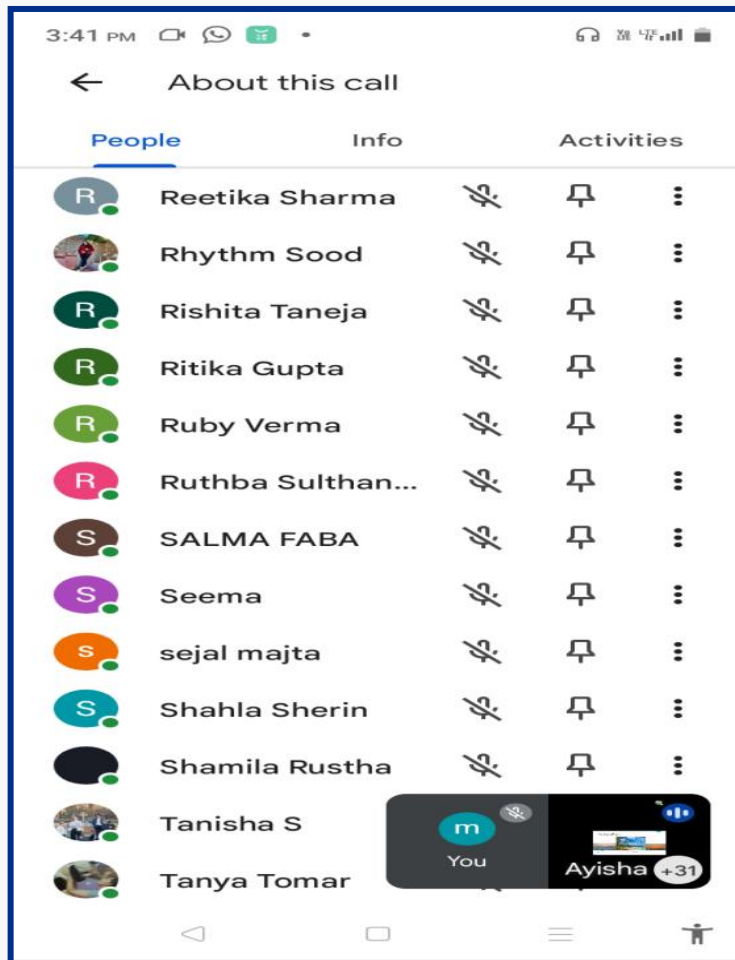 3:41 PM
About this call
People Info Activities
R Reetika Sharma
Rhythm Sood
R Rishita Taneja
R Ritika Gupta
R Ruby Verma
R Ruthba Sulthan...
S SALMA FABA
S Seema
s sejal majta
S Shahla Sherin
Shamila Rustha
Tanisha S
m
You
Ayisha +31
Tanya Tomar